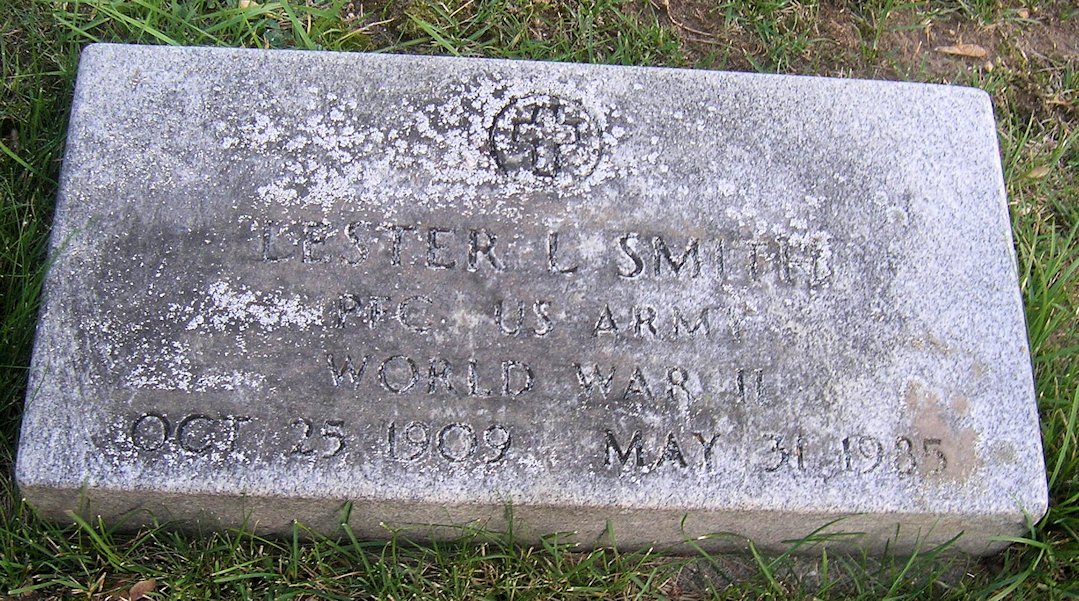 LESTER L SMITH
PFC US ARMY
WORLD WAR II
OCT 25 1909 MAY 31 1985